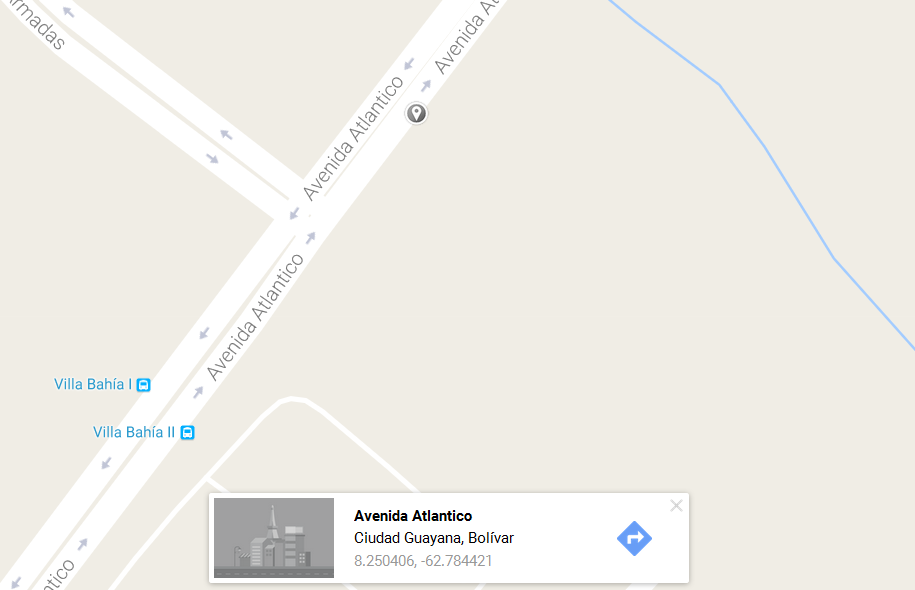 Armadas
Avenida Atlantico
Avenida Atlantico
Avenida Atlantico
Villa Bahía I
Villa Bahía II
Avenida Atlantico
Ciudad Guayana, Bolívar
8.250406, -62.784421